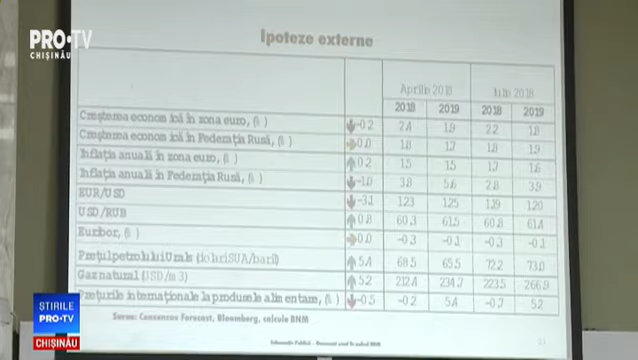 PRO•TV
CHIȘINĂU
Ipoteze externe
Aprilie 2018 Iulie 2018
2018 2019 2018 2019
Creșterea economică în zona euro, (%) -0.2 2.4 1.9 2.2 1.8
Creșterea economică în Federația Rusă, (%) 0.0 1.8 1.7 1.8 1.9
Inflația anuală în zona euro, (%) 0.2 1.5 1.5 1.7 1.6
Inflația anuală în Federația Rusă, (%) -1.0 3.8 5.6 2.8 3.9
EUR/USD -3.1 1.23 1.25 1.19 1.20
USD/RUB 0.8 60.3 61.5 60.8 61.4
Euribor, (%) 0.0 -0.3 -0.1 -0.3 -0.1
Prețul petrolului Urals (dolari SUA/baril) 5.4 68.5 65.5 72.2 73.0
Gaz natural (USD/m3) 5.2 212.4 234.7 223.5 266.9
Prețurile internaționale la produsele alimentare, (%) -0.5 -0.2 5.4 -0.7 5.2
Sursa: Consensus Forecast, Bloomberg, calcule BNM
ȘTIRILE
PRO•TV
CHIȘINĂU